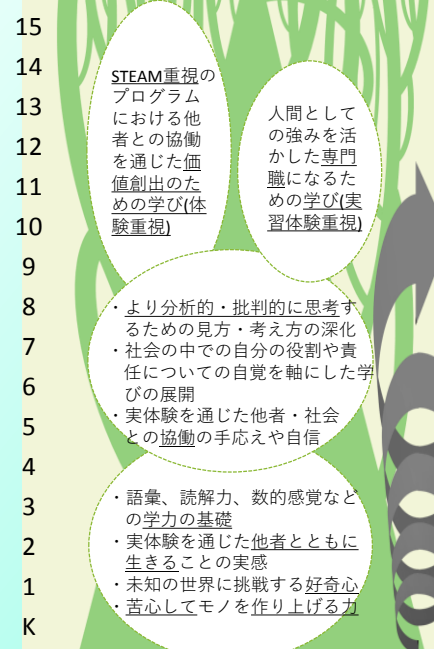 15
14
13
12
11
10
9
8
7
6
5
4
3
2
1
K
STEAM重視の
プログラム
における他
者との協働
を通じた価
値創出のた
めの学び(体
験重視)
人間として
の強みを活
かした専門
職になるた
めの学び(実
習体験重視)
・より分析的・批判的に思考す
るための見方・考え方の深化
・社会の中での自分の役割や責
任についての自覚を軸にした学
びの展開
・実体験を通じた他者・社会
との協働の手応えや自信
・語彙、読解力、数的感覚など
の学力の基礎
・実体験を通じた他者とともに
生きることの実感
・未知の世界に挑戦する好奇心
・苦心してモノを作り上げる力